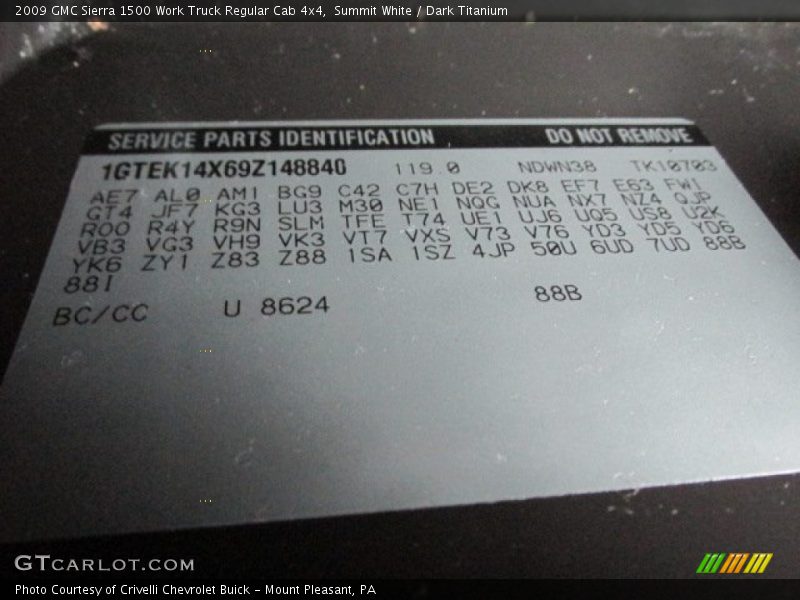 2009 GMC Sierra 1500 Work Truck Regular Cab 4x4,  Summit White / Dark Titanium
SERVICE PARTS IDENTIFICATION DO NOT REMOVE
1GTEK14X69Z148840 119.0 NDWN38 TK10703
AE7 AL0 AM1 BG9 C42 C7H DE2 DK8 EF7 E63 FW1
GT4 JF7 KG3 LU3 M30 NE1 NQG NUA NX7 NZ4 QJP
ROO R4Y R9N SLM TFE T74 UE1 UJ6 UQ5 US8 U2K
VB3 VG3 VH9 VK3 VT7 VXS V73 V76 YD3 YD5 YD6
YK6 ZY1 Z83 Z88 1SA 1SZ 4JP 50U 6UD 7UD 88B
88I
BC/CC U 8624 88B
GTCARLOT.COM
Photo Courtesy of Crivelli Chevrolet Buick - Mount Pleasant, PA